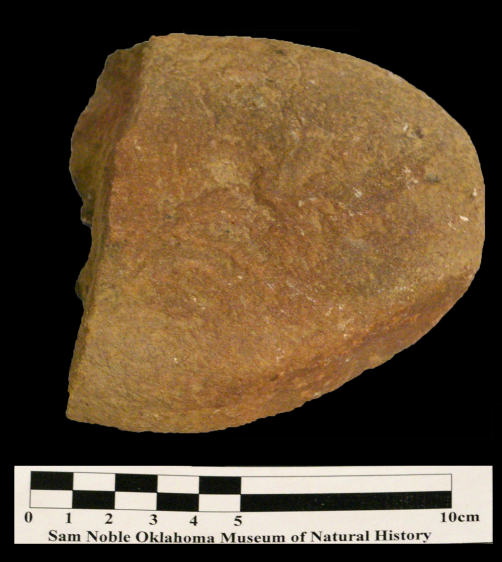 0 1 2 3 4 5 10cm
Sam Noble Oklahoma Museum of Natural History